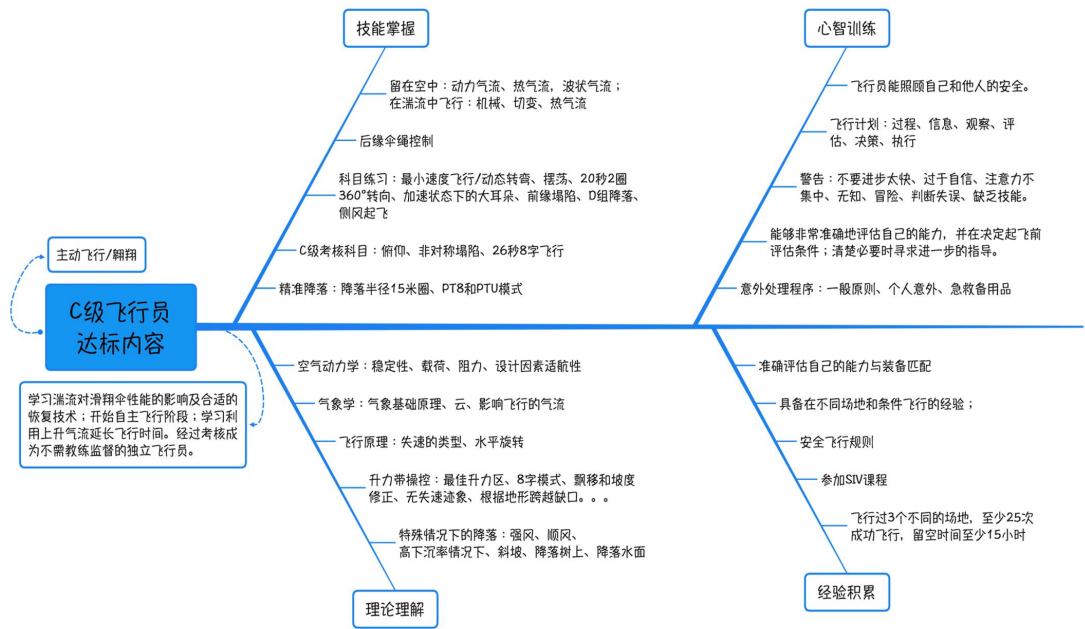 技能掌握
留在空中：动力气流、热气流，波状气流；
在湍流中飞行：机械、切变、热气流
后缘伞绳控制
科目练习：最小速度飞行/动态转弯、摆荡、20秒2圈
360°转向、加速状态下的大耳朵、前缘塌陷、D组降落、
侧风起飞
C级考核科目：俯仰、非对称塌陷、26秒8字飞行
精准降落：降落半径15米圈、PT8和PTU模式
心智训练
飞行员能照顾自己和他人的安全。
飞行计划：过程、信息、观察、评
估、决策、执行
警告：不要进步太快、过于自信、注意力不
集中、无知、冒险、判断失误、缺乏技能。
能够非常准确地评估自己的能力，并在决定起飞前
评估条件；清楚必要时寻求进一步的指导。
意外处理程序：一般原则、个人意外、急救备用品
主动飞行/翱翔
C级飞行员
达标内容
学习湍流对滑翔伞性能的影响及合适的
恢复技术；开始自主飞行阶段；学习利
用上升气流延长飞行时间。经过考核成
为不需教练监督的独立飞行员。
空气动力学：稳定性、载荷、阻力、设计因素适航性
气象学：气象基础原理、云、影响飞行的气流
飞行原理：失速的类型、水平旋转
升力带操控：最佳升力区、8字模式、飘移和坡度
修正、无失速迹象、根据地形跨越缺口。。。
特殊情况下的降落：强风、顺风、
高下沉率情况下、斜坡、降落树上、降落水面
理论理解
准确评估自己的能力与装备匹配
具备在不同场地和条件飞行的经验；
安全飞行规则
参加SIV课程
飞行过3个不同的场地，至少25次
成功飞行，留空时间至少15小时
经验积累